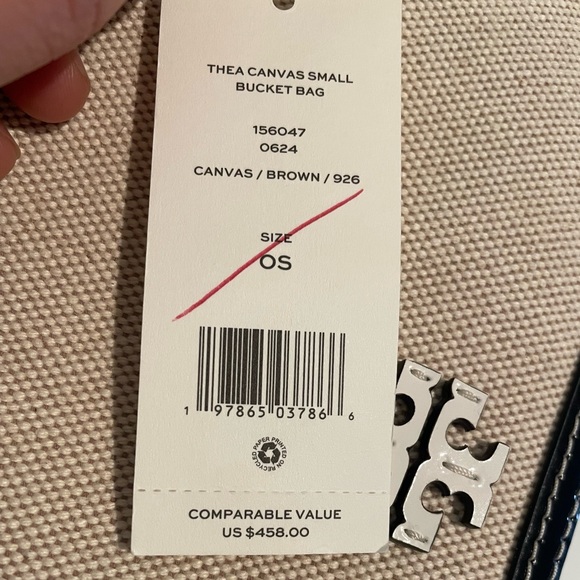 THEA CANVAS SMALL
BUCKET BAG
156047
0624
CANVAS / BROWN / 926
SIZE
OS
1 97865 03786 6
PAPER PRINTED ON RECYCLED
COMPARABLE VALUE
US $458.00